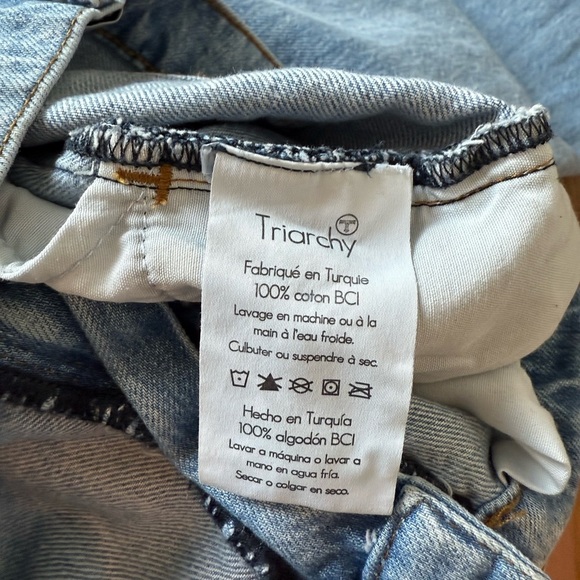 Triarchy
Fabriqué en Turquie
100% coton BCI
Lavage en machine ou à la
main à l'eau froide.
Culbuter ou suspendre à sec.
Hecho en Turquía
100% algodón BCI
Lavar a máquina o lavar a
mano en agua fría.
Secar o colgar en seco.